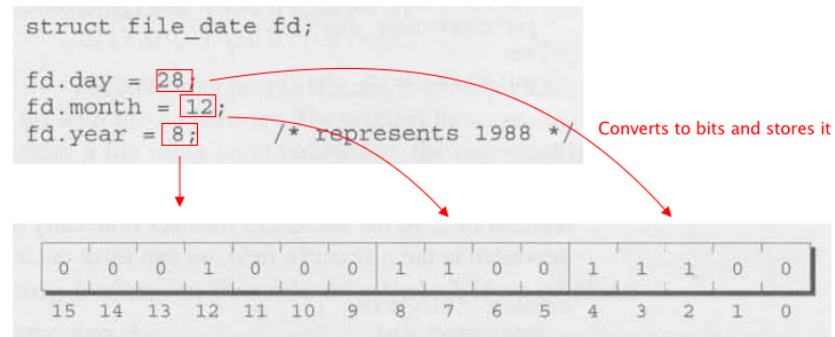 struct file_date fd;
fd.day = 28;
fd.month = 12;
fd.year = 8; /* represents 1988 */
Converts to bits and stores it
0 0 0 1 0 0 0 1 1 0 0 1 1 1 0 0
15 14 13 12 11 10 9 8 7 6 5 4 3 2 1 0